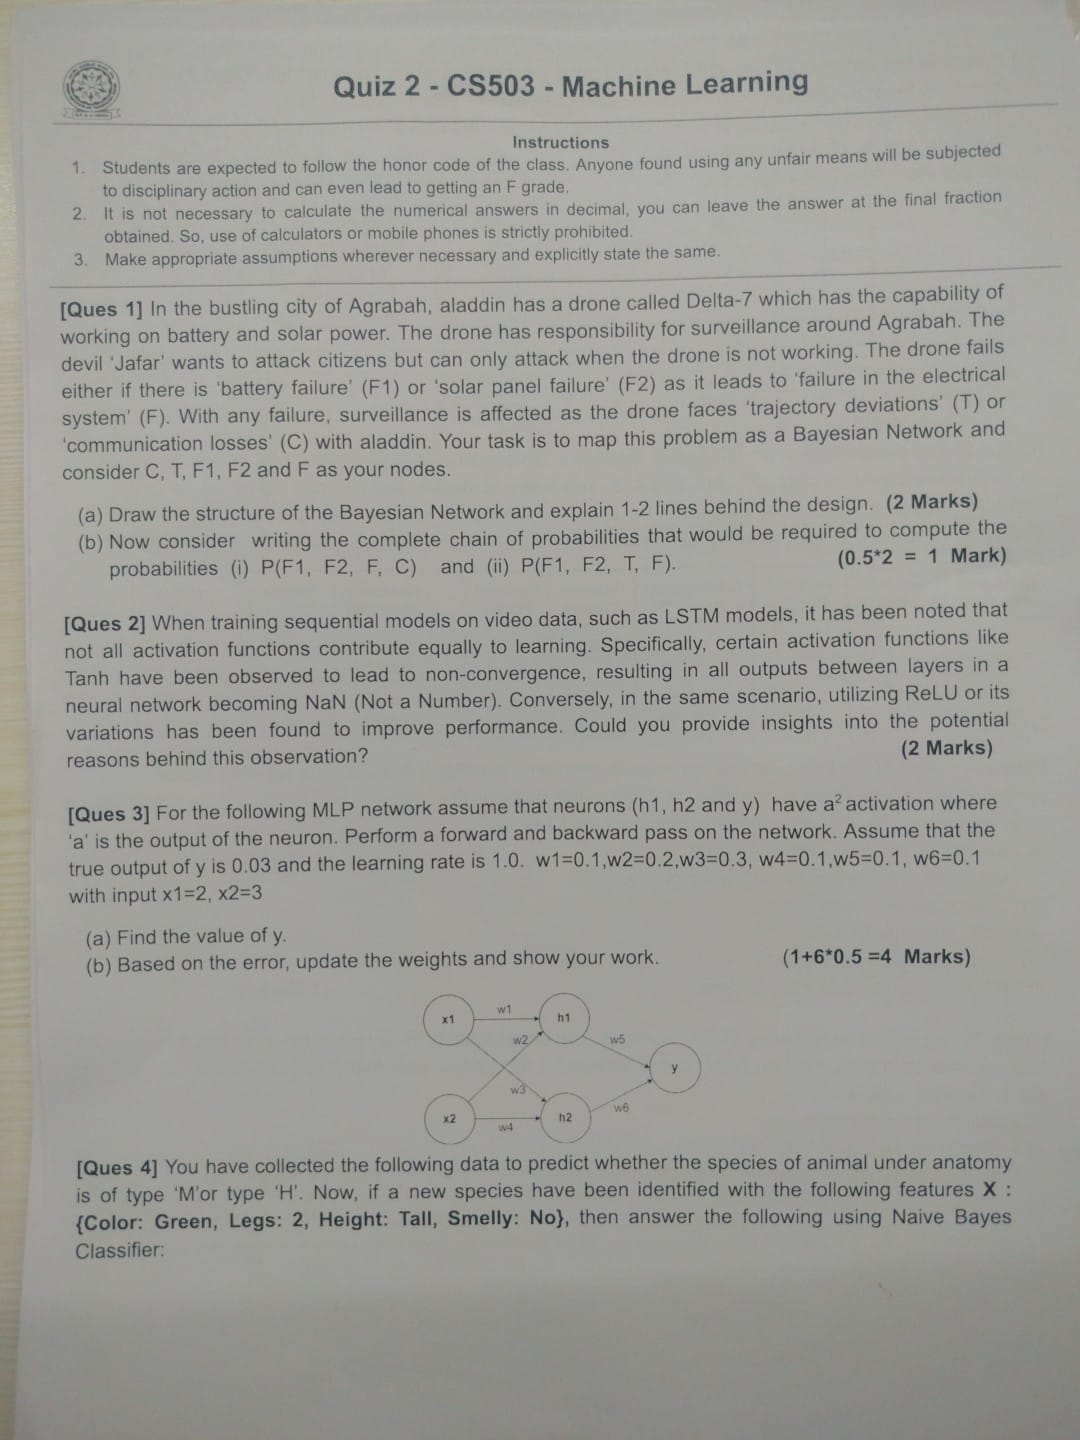 Quiz 2 - CS503 - Machine Learning
Instructions
1. Students are expected to follow the honor code of the class. Anyone found using any unfair means will be subjected
to disciplinary action and can even lead to getting an F grade.
2. It is not necessary to calculate the numerical answers in decimal, you can leave the answer at the final fraction
obtained. So, use of calculators or mobile phones is strictly prohibited.
3. Make appropriate assumptions wherever necessary and explicitly state the same.
[Ques 1] In the bustling city of Agrabah, aladdin has a drone called Delta-7 which has the capability of
working on battery and solar power. The drone has responsibility for surveillance around Agrabah. The
devil 'Jafar' wants to attack citizens but can only attack when the drone is not working. The drone fails
either if there is 'battery failure' (F1) or 'solar panel failure' (F2) as it leads to 'failure in the electrical
system' (F). With any failure, surveillance is affected as the drone faces 'trajectory deviations' (T) or
'communication losses' (C) with aladdin. Your task is to map this problem as a Bayesian Network and
consider C, T, F1, F2 and F as your nodes.
(a) Draw the structure of the Bayesian Network and explain 1-2 lines behind the design. (2 Marks)
(b) Now consider writing the complete chain of probabilities that would be required to compute the
probabilities (i) P(F1, F2, F, C) and (ii) P(F1, F2, T, F). (0.5*2 = 1 Mark)
[Ques 2] When training sequential models on video data, such as LSTM models, it has been noted that
not all activation functions contribute equally to learning. Specifically, certain activation functions like
Tanh have been observed to lead to non-convergence, resulting in all outputs between layers in a
neural network becoming NaN (Not a Number). Conversely, in the same scenario, utilizing ReLU or its
variations has been found to improve performance. Could you provide insights into the potential
reasons behind this observation? (2 Marks)
[Ques 3] For the following MLP network assume that neurons (h1, h2 and y) have a² activation where
'a' is the output of the neuron. Perform a forward and backward pass on the network. Assume that the
true output of y is 0.03 and the learning rate is 1.0. w1=0.1,w2=0.2,w3=0.3, w4=0.1,w5=0.1, w6=0.1
with input x1=2, x2=3
(a) Find the value of y.
(b) Based on the error, update the weights and show your work. (1+6*0.5 =4 Marks)
x1 w1 h1
w2 w5
y
w3
x2 w4 h2 w6
[Ques 4] You have collected the following data to predict whether the species of animal under anatomy
is of type 'M'or type 'H'. Now, if a new species have been identified with the following features X :
{Color: Green, Legs: 2, Height: Tall, Smelly: No}, then answer the following using Naive Bayes
Classifier: